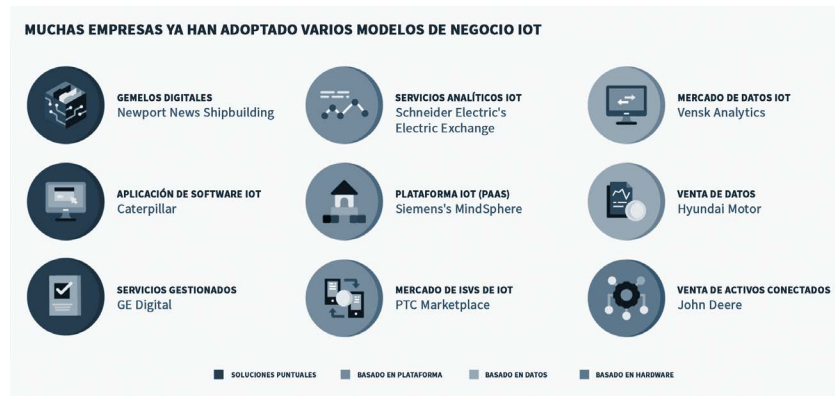 MUCHAS EMPRESAS YA HAN ADOPTADO VARIOS MODELOS DE NEGOCIO IOT
GEMELOS DIGITALES
Newport News Shipbuilding
SERVICIOS ANALÍTICOS IOT
Schneider Electric's
Electric Exchange
MERCADO DE DATOS IOT
Vensk Analytics
APLICACIÓN DE SOFTWARE IOT
Caterpillar
PLATAFORMA IOT (PAAS)
Siemens's MindSphere
VENTA DE DATOS
Hyundai Motor
SERVICIOS GESTIONADOS
GE Digital
MERCADO DE ISVS DE IOT
PTC Marketplace
VENTA DE ACTIVOS CONECTADOS
John Deere
SOLUCIONES PUNTUALES
BASADO EN PLATAFORMA
BASADO EN DATOS
BASADO EN HARDWARE